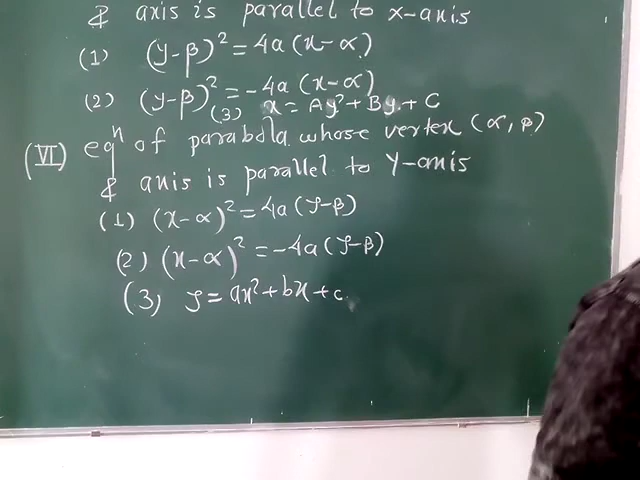 & axis is parallel to x-axis
(1) (y-β)² = 4a(x-α)
(2) (y-β)² = -4a(x-α)
(3) x = Ay² + By + C
(VI) eqⁿ of parabola whose vertex (α, β)
& axis is parallel to Y-axis
(1) (x-α)² = 4a(y-β)
(2) (x-α)² = -4a(y-β)
(3) y = ax² + bx + c